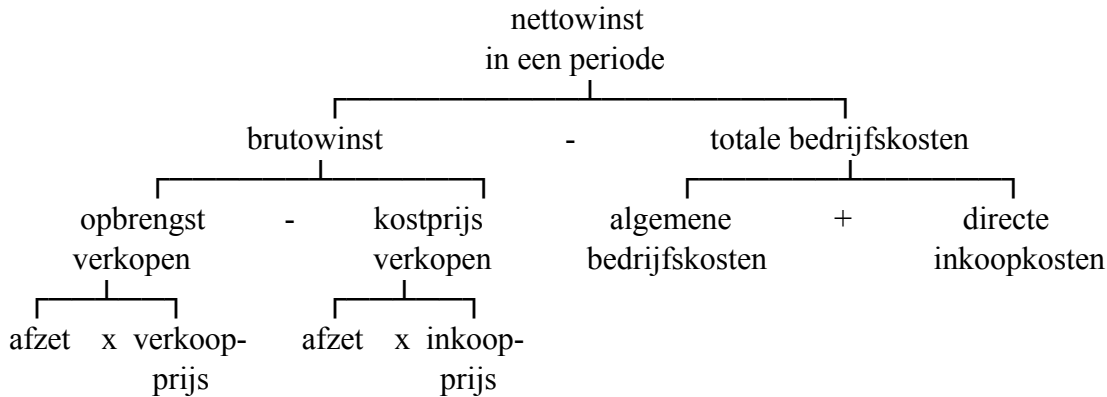 nettowinst
in een periode
brutowinst - totale bedrijfskosten
opbrengst - kostprijs algemene + directe
verkopen verkopen bedrijfskosten inkoopkosten
afzet x verkoop- afzet x inkoop-
prijs prijs